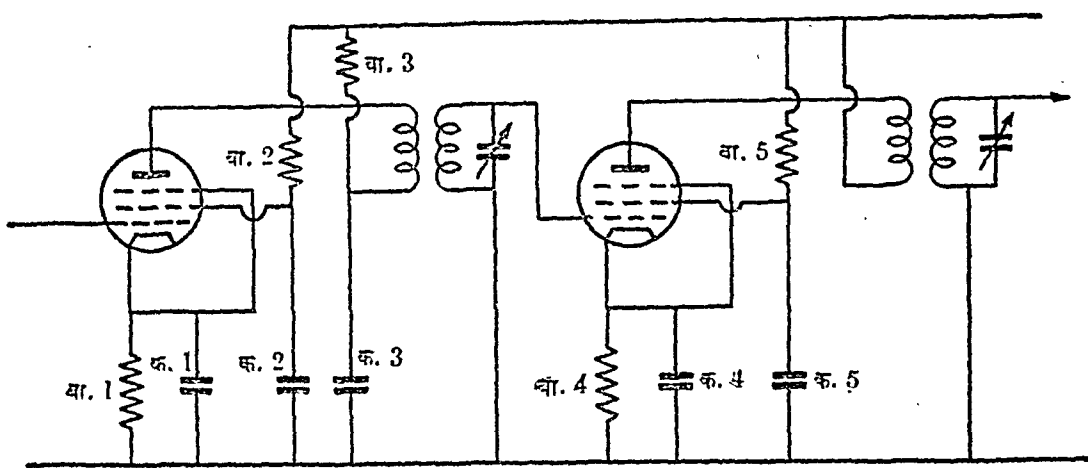 वा. 3
वा. 2
वा. 5
क. 1
क. 2
क. 3
वा. 1
वा. 4
क. 4
क. 5